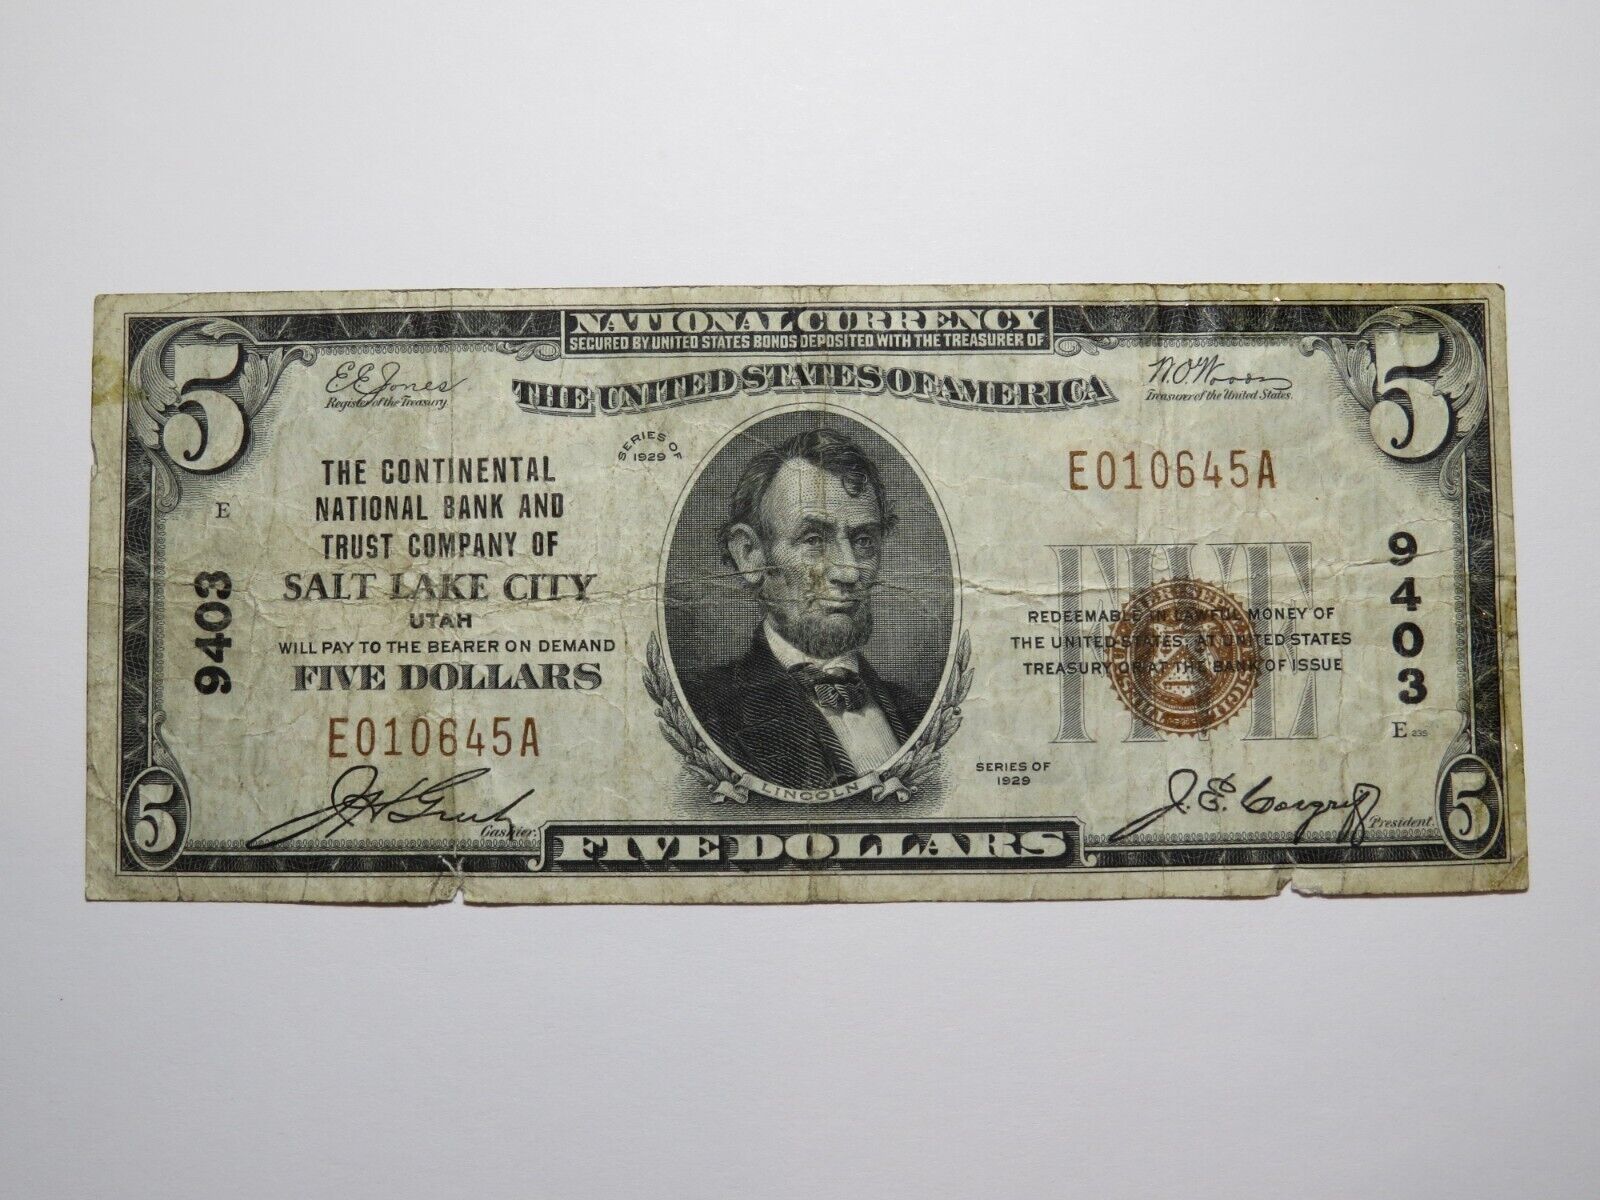 NATIONAL CURRENCY
SECURED BY UNITED STATES BONDS DEPOSITED WITH THE TREASURER OF
THE UNITED STATES OF AMERICA
5
5
E.E. Jones
Register of the Treasury
W.O. Woods
Treasurer of the United States.
SERIES OF
1929
THE CONTINENTAL
NATIONAL BANK AND
TRUST COMPANY OF
SALT LAKE CITY
UTAH
WILL PAY TO THE BEARER ON DEMAND
FIVE DOLLARS
E
9403
E010645A
E010645A
FIVE
REDEEMABLE IN LAWFUL MONEY OF
THE UNITED STATES, AT UNITED STATES
TREASURY OR AT THE BANK OF ISSUE
9403
E 235
SERIES OF
1929
LINCOLN
Cashier.
J. E. Cosgriff
President.
5
FIVE DOLLARS
5